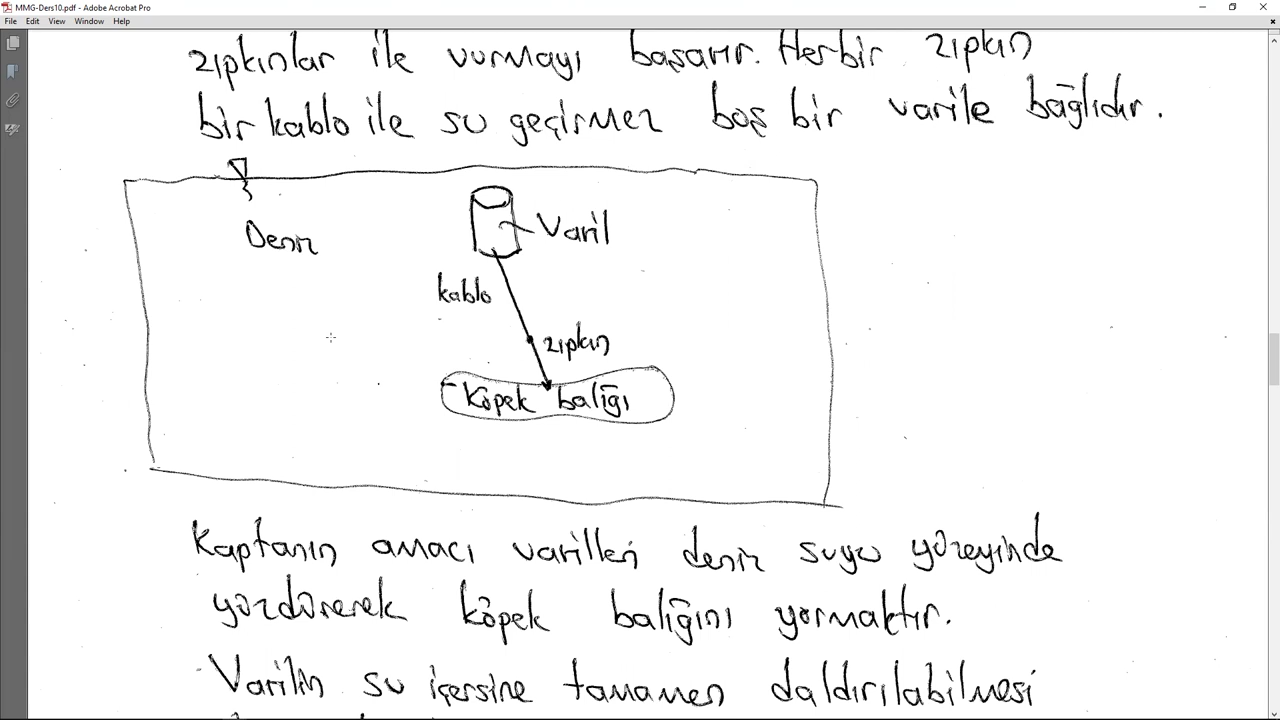 MMG-Ders10.pdf - Adobe Acrobat Pro
File Edit View Window Help
zıpkınlar ile vurmayı başarır. Herbir zıpkın
bir kablo ile su geçirmez boş bir varile bağlıdır.
Deniz
Varil
kablo
zıpkın
Köpek balığı
Kaptanın amacı varilleri deniz suyu yüzeyinde
yüzdürerek köpek balığını yormaktır.
Varilin su içersine tamamen daldırılabilmesi